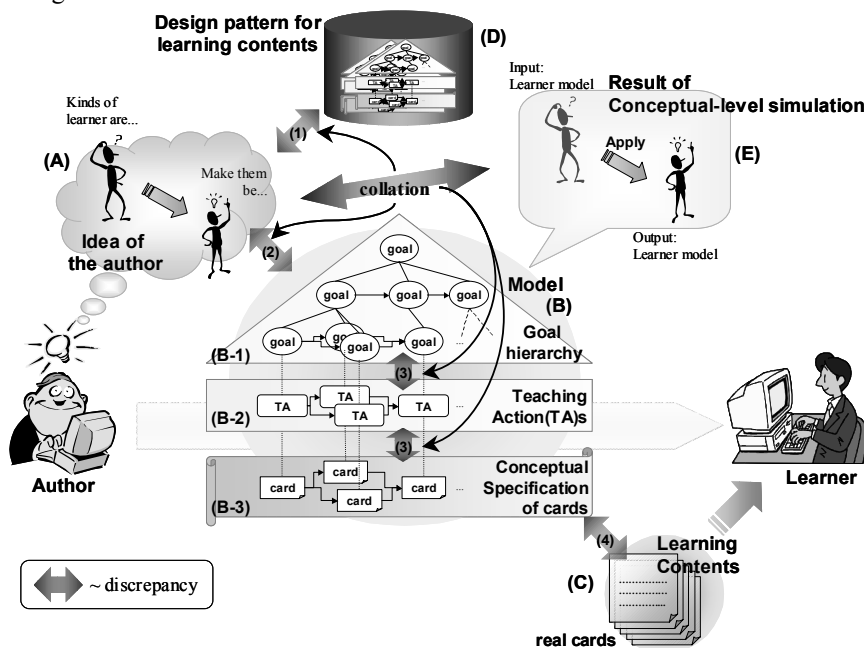 Design pattern for
learning contents
(D)
Input:
Learner model
Result of
Conceptual-level simulation
Kinds of
learner are...
?
(A)
(1)
?
Apply
(E)
Make them
be...
collation
Idea of
the author
(2)
Output:
Learner model
goal
Model
(B)
goal
goal
goal
goal
goal
goal
goal
...
Goal
hierarchy
(B-1)
(3)
TA
TA
TA
TA
...
Teaching
Action(TA)s
(B-2)
(3)
Author
card
card
card
card
...
Conceptual
Specification
of cards
(B-3)
Learner
(4)
Learning
Contents
(C)
~ discrepancy
real cards